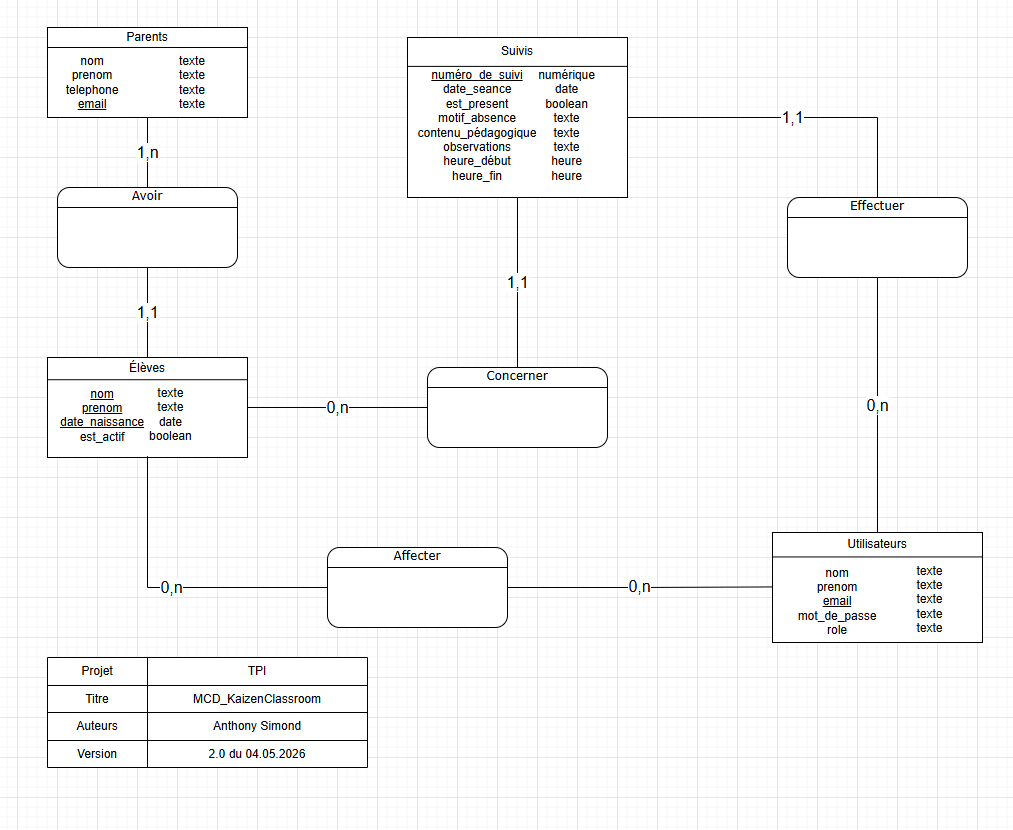 Parents
nom texte
prenom texte
telephone texte
email texte
1,n
Avoir
1,1
Élèves
nom texte
prenom texte
date_naissance date
est_actif boolean
Suivis
numéro_de_suivi numérique
date_seance date
est_present boolean
motif_absence texte
contenu_pédagogique texte
observations texte
heure_début heure
heure_fin heure
1,1
Effectuer
1,1
Concerner
0,n
0,n
Affecter
0,n
0,n
Utilisateurs
nom texte
prenom texte
email texte
mot_de_passe texte
role texte
Projet TPI
Titre MCD_KaizenClassroom
Auteurs Anthony Simond
Version 2.0 du 04.05.2026